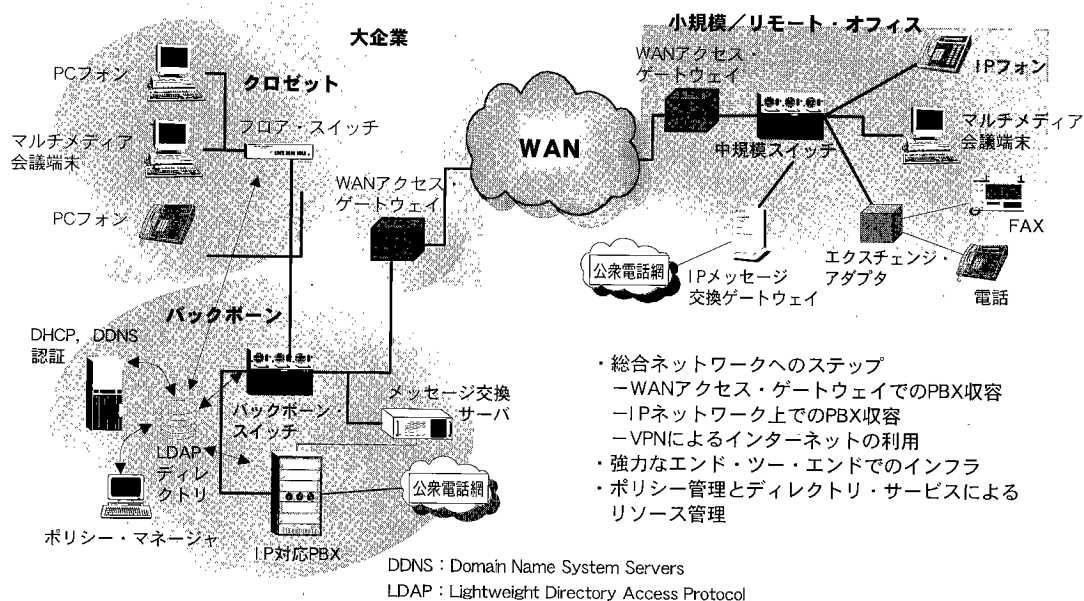 大企業
小規模／リモート・オフィス
PCフォン
クロゼット
フロア・スイッチ
マルチメディア
会議端末
PCフォン
WANアクセス・
ゲートウェイ
WAN
WANアクセス・
ゲートウェイ
IPフォン
マルチメディア
会議端末
中規模スイッチ
FAX
公衆電話網
IPメッセージ
交換ゲートウェイ
エクスチェンジ・
アダプタ
電話
バックボーン
DHCP, DDNS
認証
バックボーン・
スイッチ
メッセージ交換
サーバ
LDAP
ディレ
クトリ
公衆電話網
ポリシー・マネージャ
IP対応PBX
・総合ネットワークへのステップ
－WANアクセス・ゲートウェイでのPBX収容
－IPネットワーク上でのPBX収容
－VPNによるインターネットの利用
・強力なエンド・ツー・エンドでのインフラ
・ポリシー管理とディレクトリ・サービスによる
リソース管理
DDNS：Domain Name System Servers
LDAP：Lightweight Directory Access Protocol